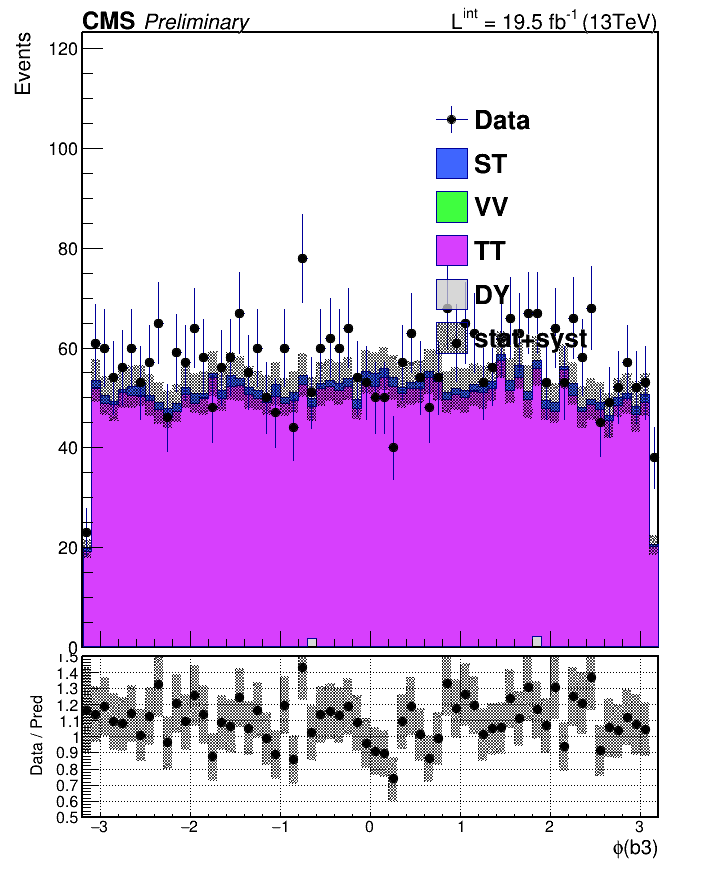 CMS Preliminary L^int = 19.5 fb^-1 (13TeV)
Events
120
100
80
60
40
20
0
Data
ST
VV
TT
DY
stat+syst
Data / Pred
1.5
1.4
1.3
1.2
1.1
1
0.9
0.8
0.7
0.6
0.5
−3 −2 −1 0 1 2 3
ϕ(b3)